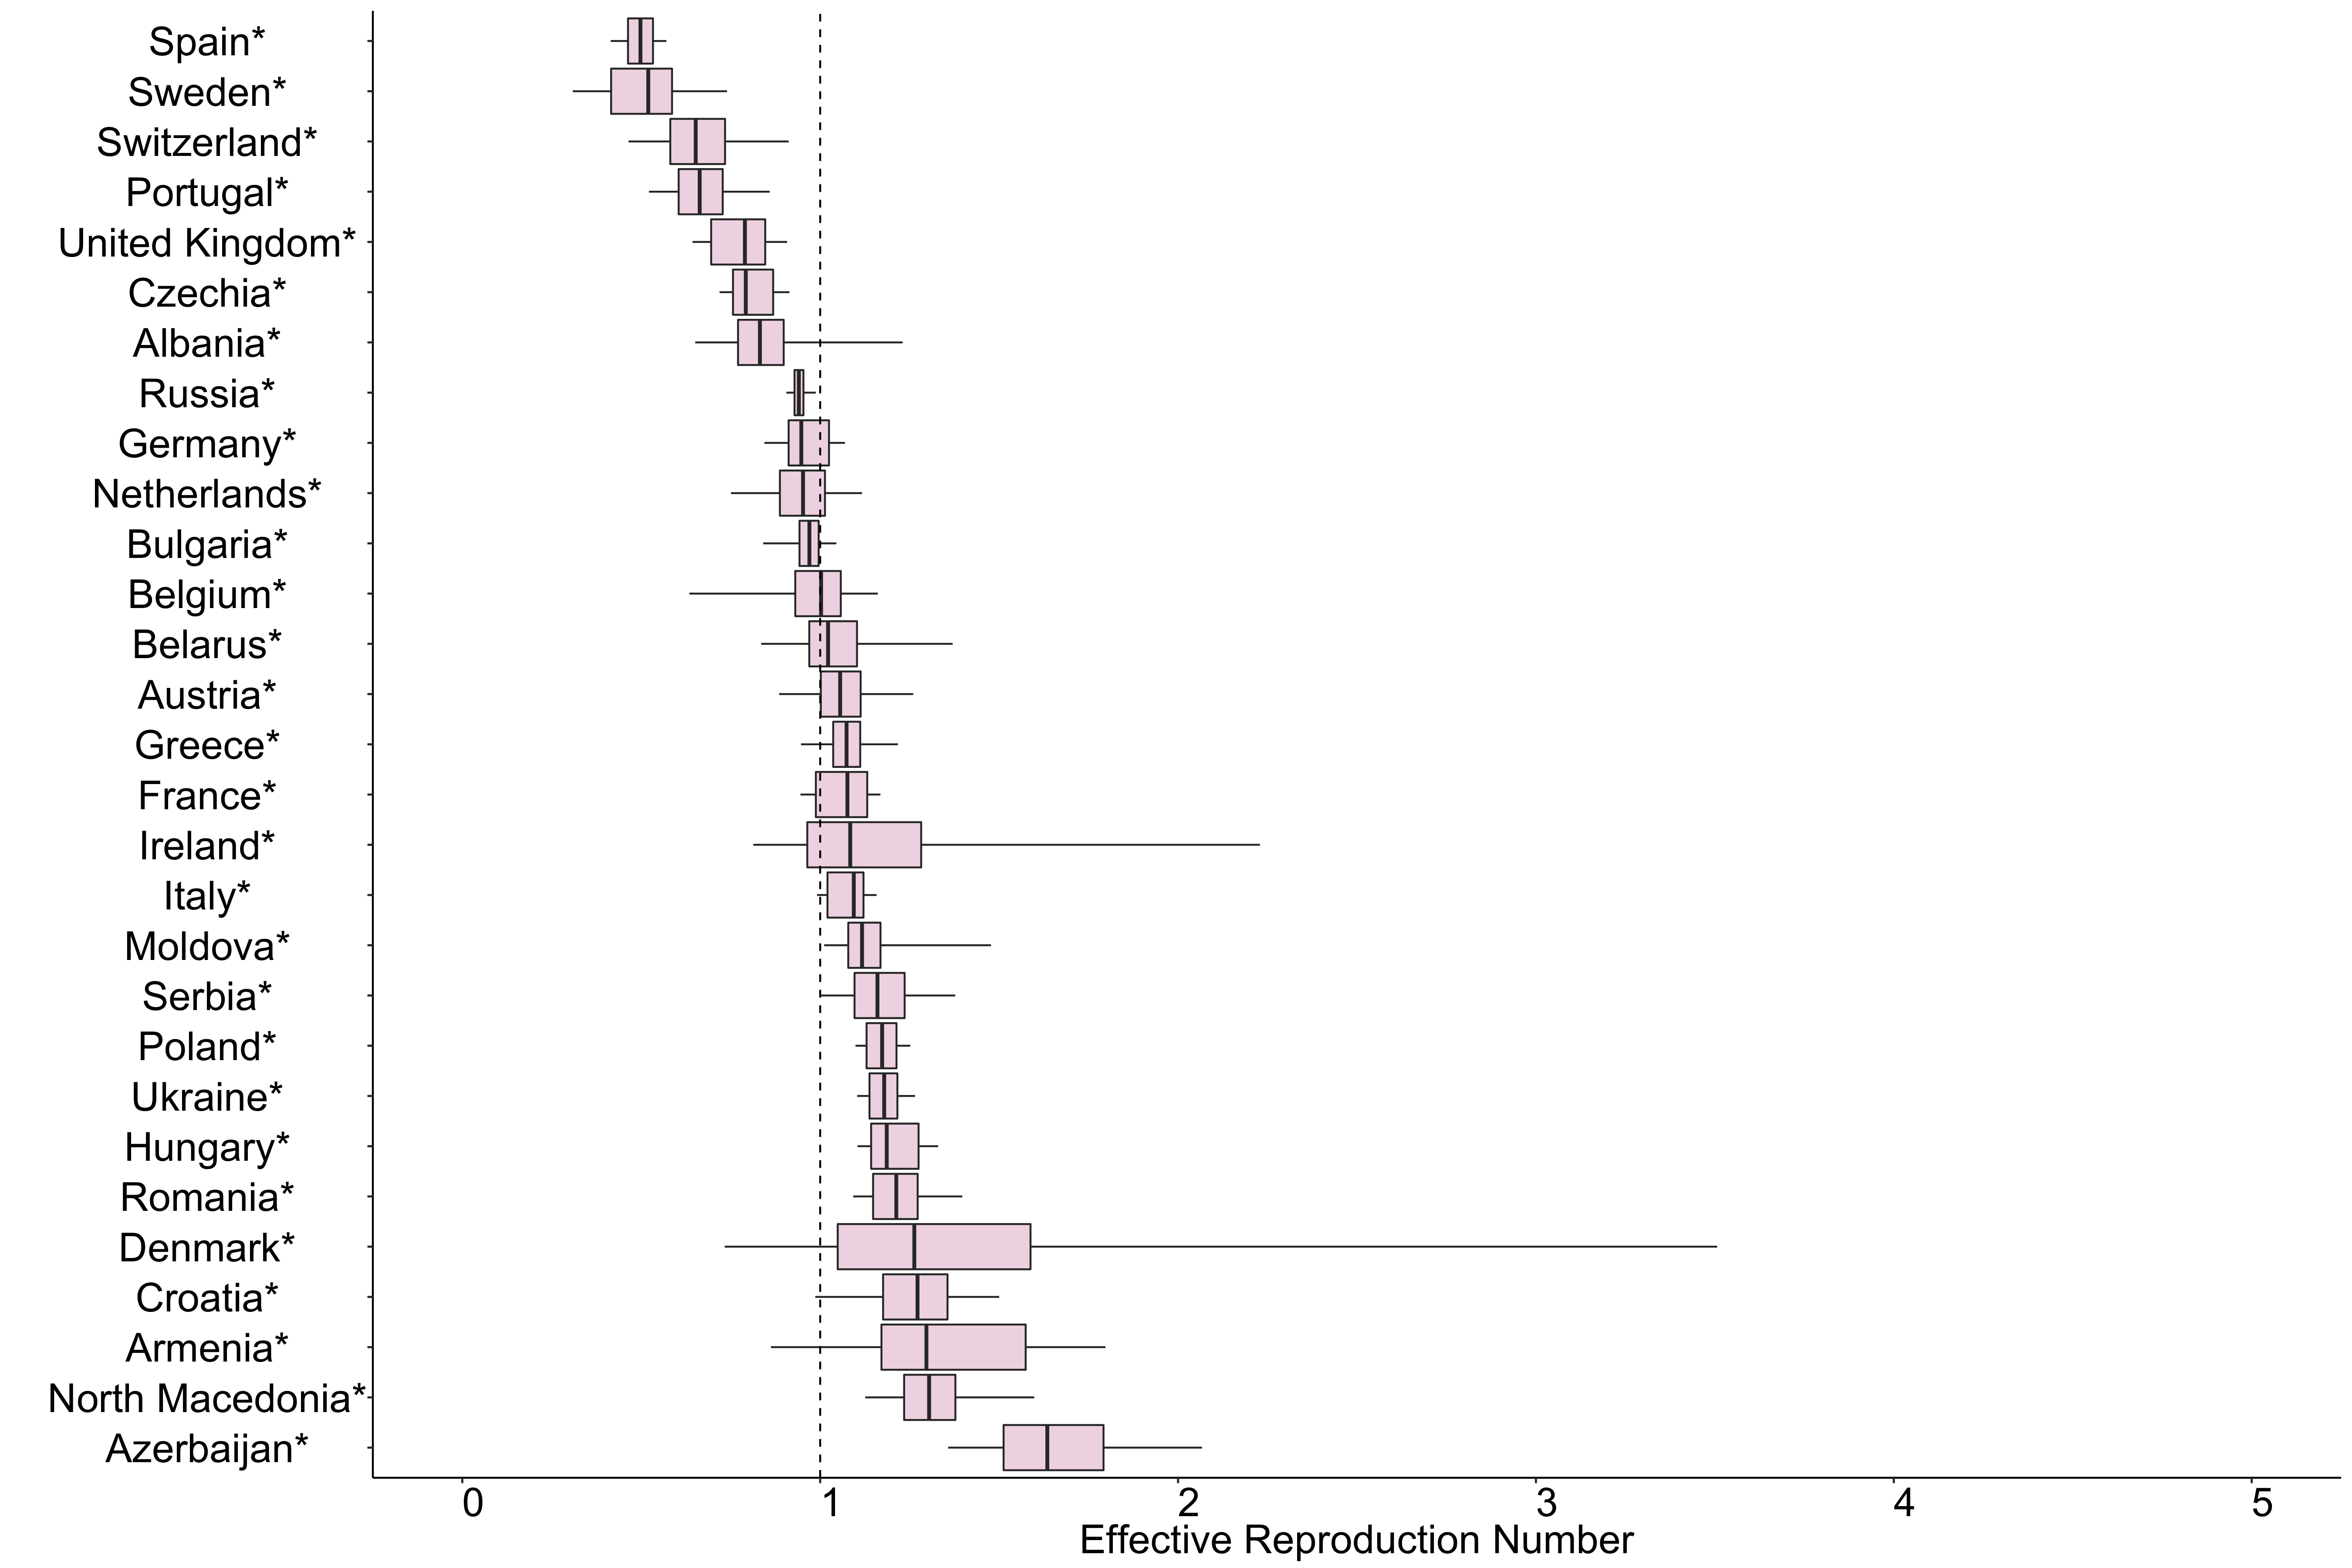 Spain*
Sweden*
Switzerland*
Portugal*
United Kingdom*
Czechia*
Albania*
Russia*
Germany*
Netherlands*
Bulgaria*
Belgium*
Belarus*
Austria*
Greece*
France*
Ireland*
Italy*
Moldova*
Serbia*
Poland*
Ukraine*
Hungary*
Romania*
Denmark*
Croatia*
Armenia*
North Macedonia*
Azerbaijan*
0 1 2 3 4 5
Effective Reproduction Number